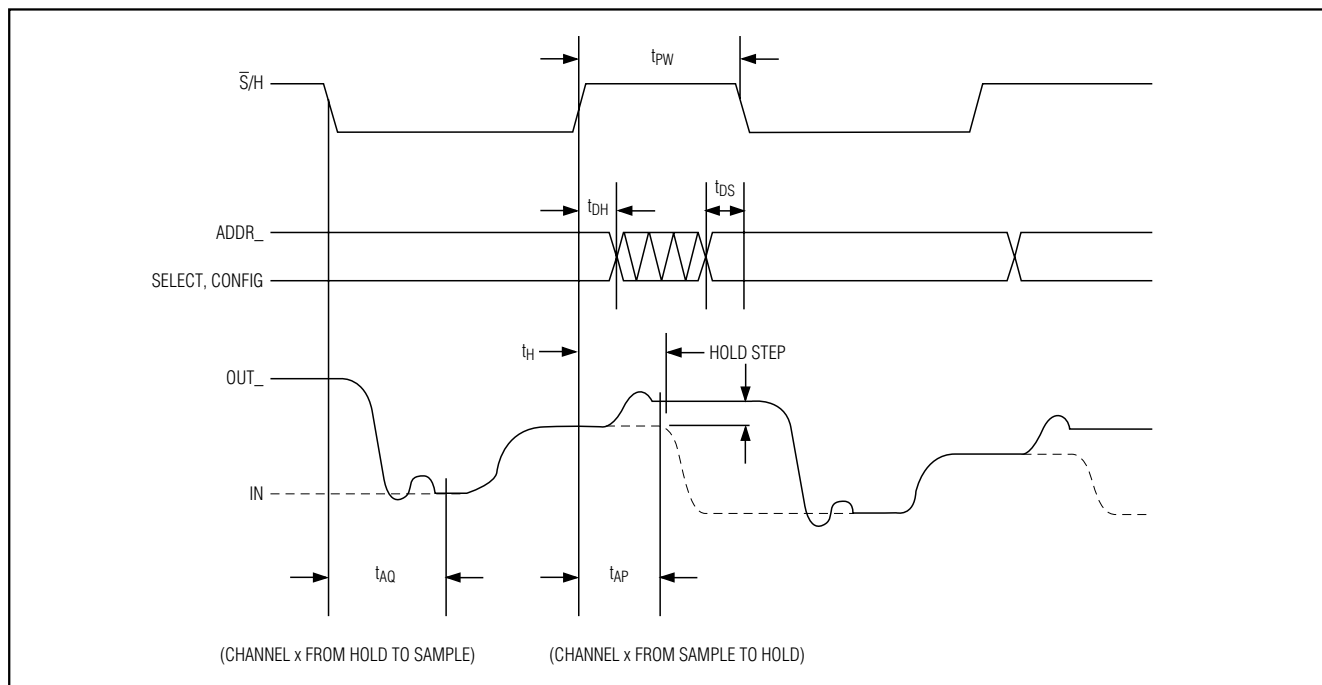 tPW
S̅/H
tDS
tDH
ADDR_
SELECT, CONFIG
tH
HOLD STEP
OUT_
IN
tAQ
tAP
(CHANNEL x FROM HOLD TO SAMPLE)
(CHANNEL x FROM SAMPLE TO HOLD)